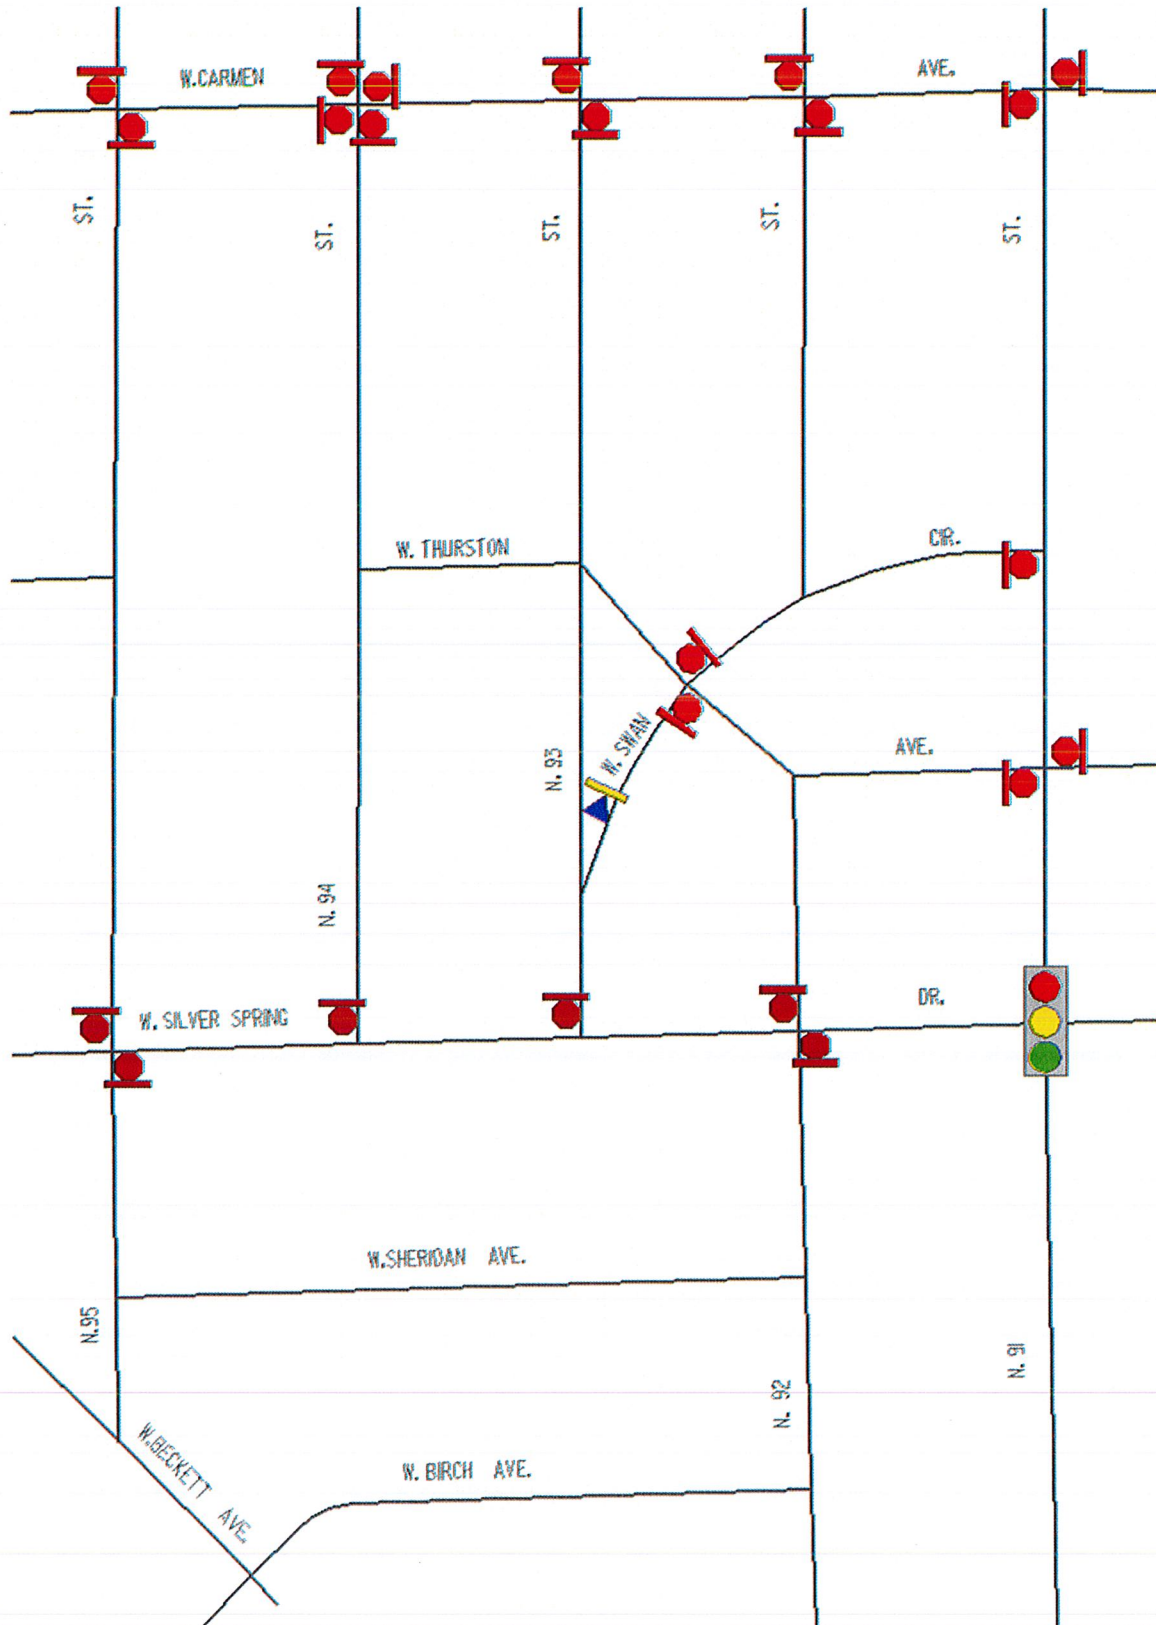 W.CARMEN
AVE.
ST.
ST.
ST.
ST.
ST.
W. THURSTON
CIR.
W. SWAN
AVE.
N. 93
N. 94
W. SILVER SPRING
DR.
W.SHERIDAN AVE.
N.95
N. 91
N. 92
W.BECKETT AVE.
W. BIRCH AVE.